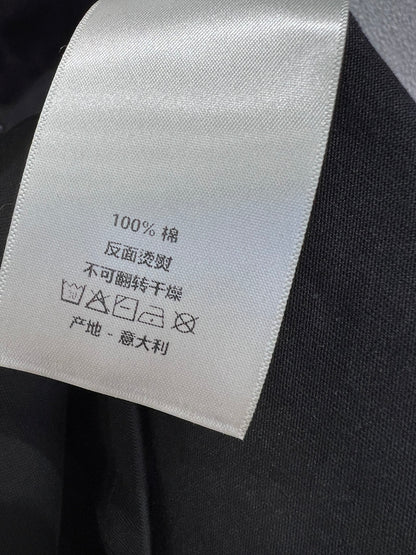 100% 棉
反面烫熨
不可翻转干燥
产地 - 意大利